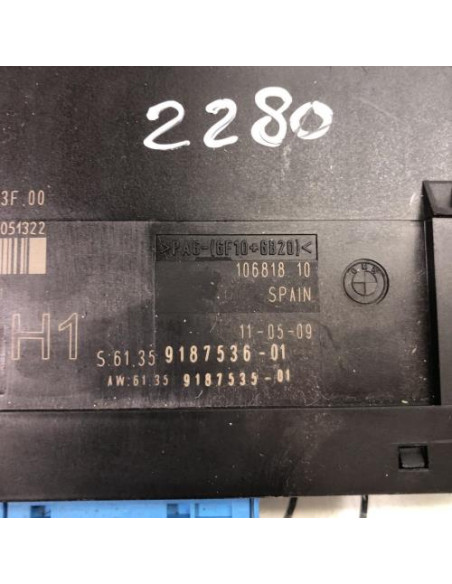 2280
3F.00
051322
>PA6-(GF10+GB20)<
106818 10
SPAIN
BMW
H1
11-05-09
S:61.35 9187536-01
AW:61.35 9187535-01